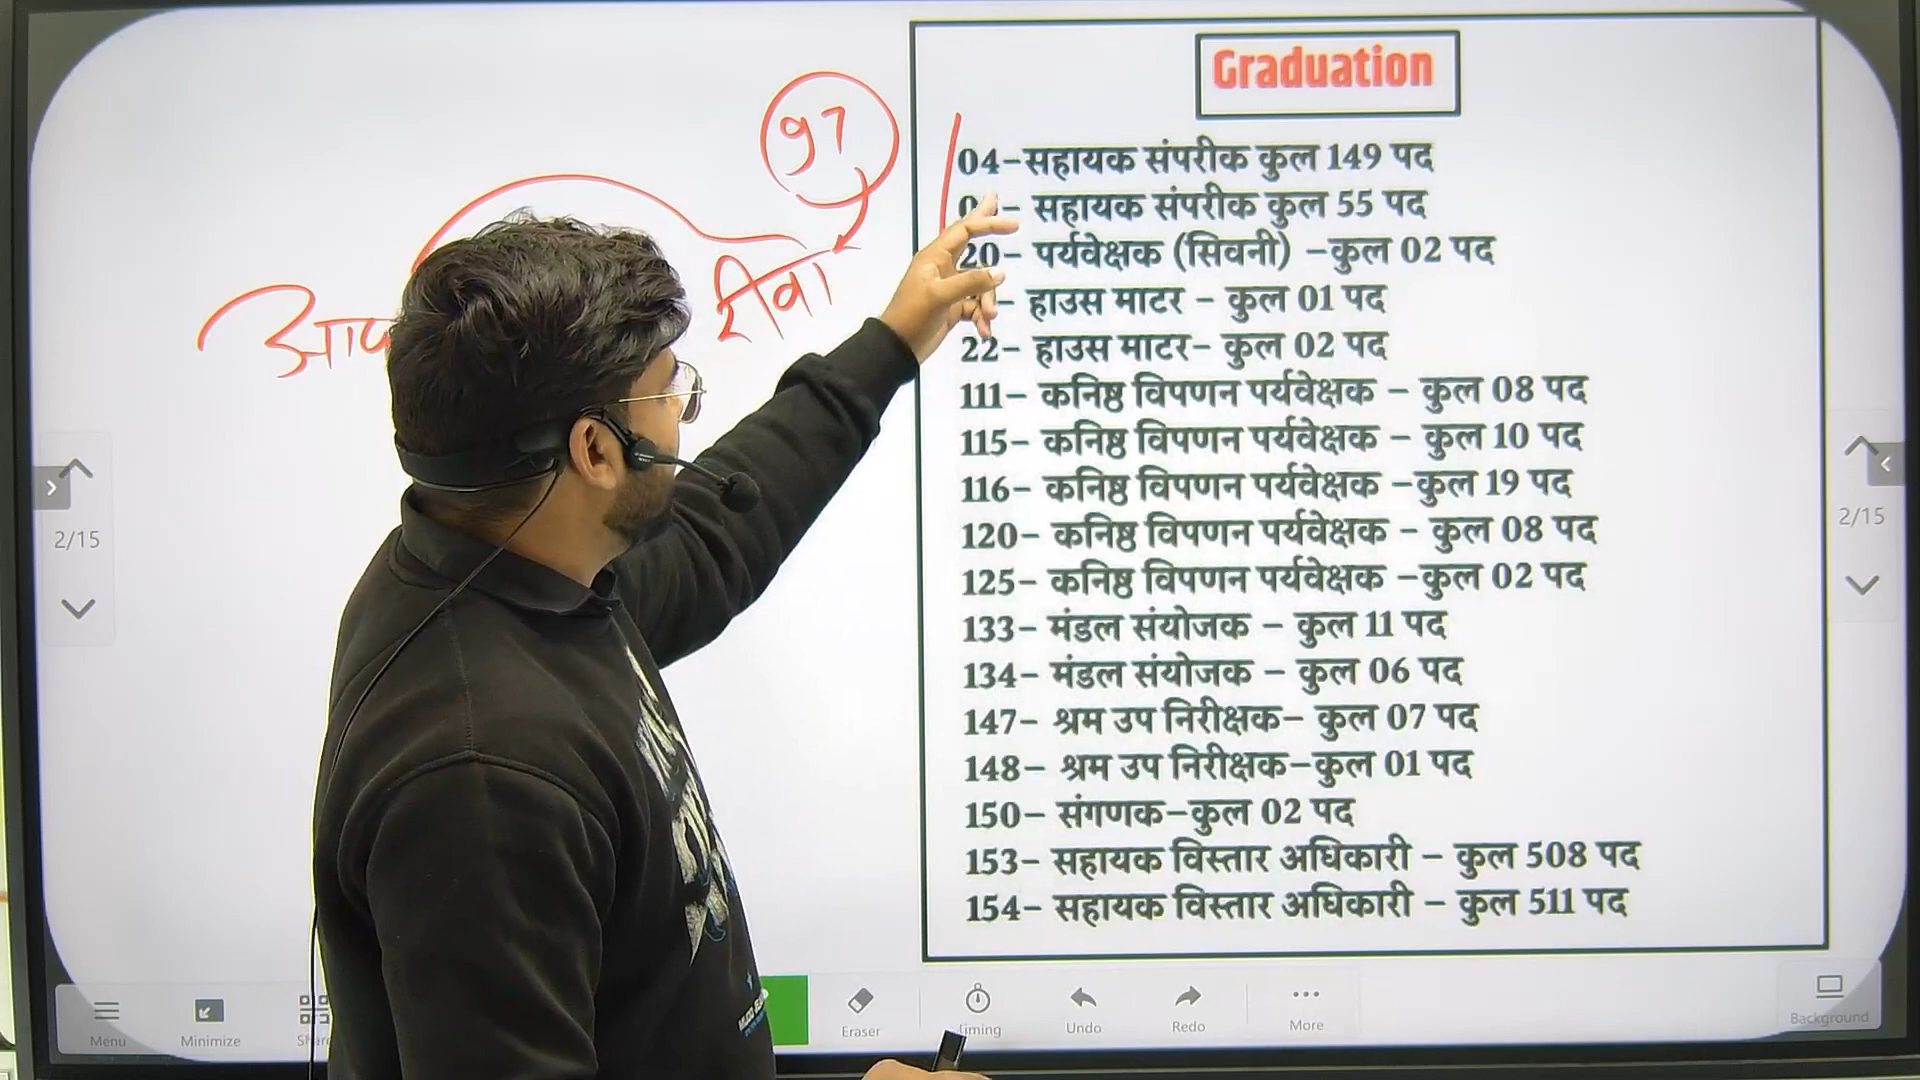 Graduation
97
रीवा
04-सहायक संपरीक कुल 149 पद
- सहायक संपरीक कुल 55 पद
20- पर्यवेक्षक (सिवनी) -कुल 02 पद
- हाउस माटर - कुल 01 पद
22- हाउस माटर- कुल 02 पद
111- कनिष्ठ विपणन पर्यवेक्षक - कुल 08 पद
115- कनिष्ठ विपणन पर्यवेक्षक - कुल 10 पद
116- कनिष्ठ विपणन पर्यवेक्षक -कुल 19 पद
120- कनिष्ठ विपणन पर्यवेक्षक - कुल 08 पद
125- कनिष्ठ विपणन पर्यवेक्षक -कुल 02 पद
133- मंडल संयोजक - कुल 11 पद
134- मंडल संयोजक - कुल 06 पद
147- श्रम उप निरीक्षक- कुल 07 पद
148- श्रम उप निरीक्षक-कुल 01 पद
150- संगणक-कुल 02 पद
153- सहायक विस्तार अधिकारी - कुल 508 पद
154- सहायक विस्तार अधिकारी - कुल 511 पद
2/15
2/15
Menu
Minimize
Eraser
Timing
Undo
Redo
More
Background